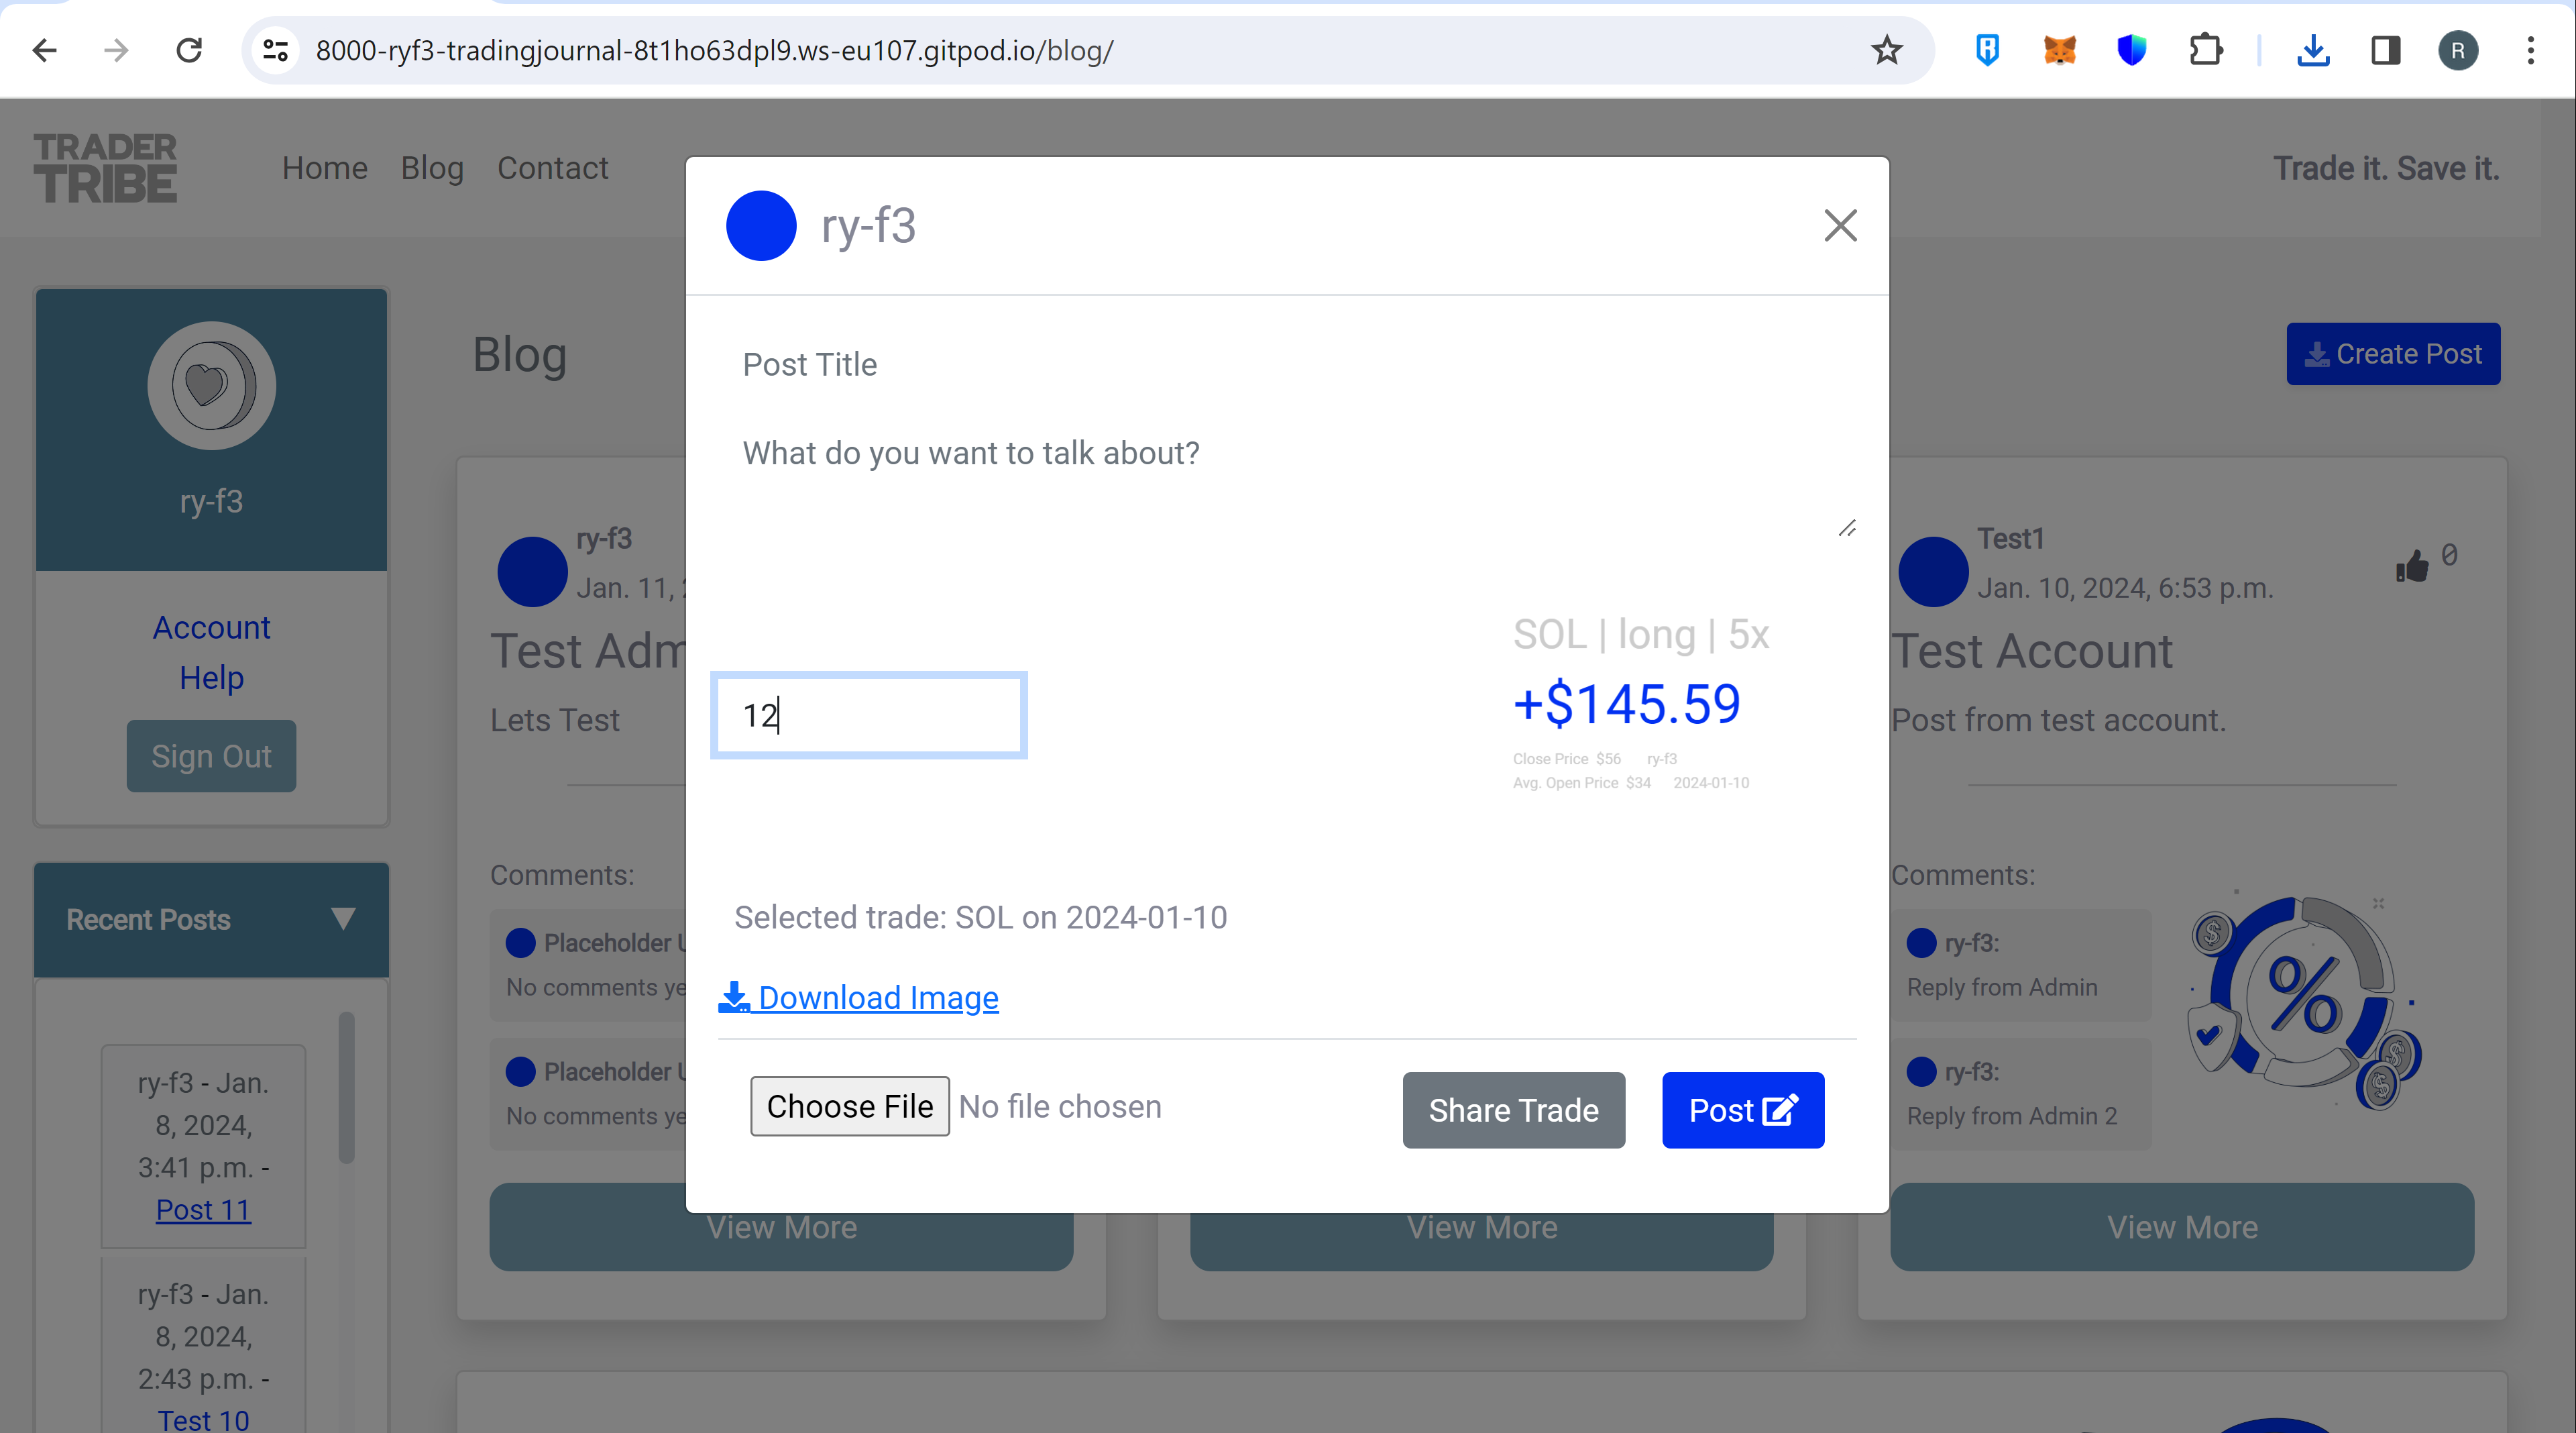 8000-ryf3-tradingjournal-8t1ho63dpl9.ws-eu107.gitpod.io/blog/
R
TRADER
TRIBE
Home
Blog
Contact
Trade it. Save it.
ry-f3
Account
Help
Sign Out
Recent Posts
ry-f3 - Jan.
8, 2024,
3:41 p.m. -
Post 11
ry-f3 - Jan.
8, 2024,
2:43 p.m. -
Test 10
Blog
Create Post
ry-f3
Jan. 11,
Test Adm
Lets Test
Comments:
Placeholder
No comments ye
Placeholder
No comments ye
View More
ry-f3
Post Title
What do you want to talk about?
12
SOL | long | 5x
+$145.59
Close Price $56 ry-f3
Avg. Open Price $34 2024-01-10
Selected trade: SOL on 2024-01-10
Download Image
Choose File No file chosen
Share Trade
Post
View More
Test1
Jan. 10, 2024, 6:53 p.m.
0
Test Account
Post from test account.
Comments:
ry-f3:
Reply from Admin
ry-f3:
Reply from Admin 2
%
$
$
$
View More